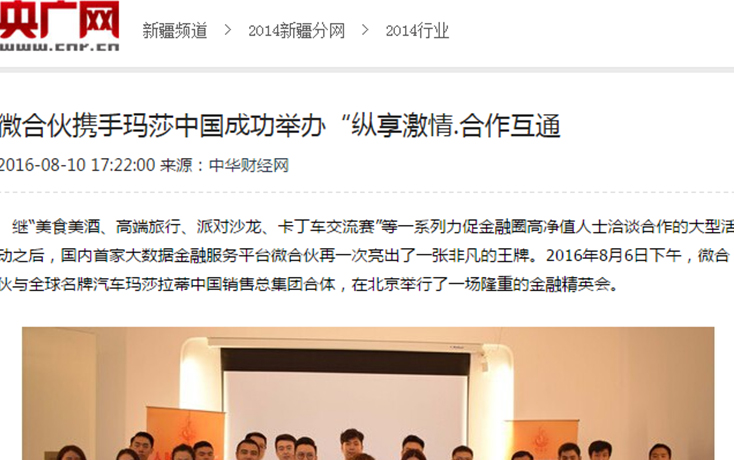 央广网
www.cnr.cn
新疆频道 > 2014新疆分网 > 2014行业
微合伙携手玛莎中国成功举办“纵享激情.合作互通
2016-08-10 17:22:00 来源：中华财经网
继“美食美酒、高端旅行、派对沙龙、卡丁车交流赛”等一系列力促金融圈高净值人士洽谈合作的大型活
动之后，国内首家大数据金融服务平台微合伙再一次亮出了一张非凡的王牌。2016年8月6日下午，微合
伙与全球名牌汽车玛莎拉蒂中国销售总集团合体，在北京举行了一场隆重的金融精英会。